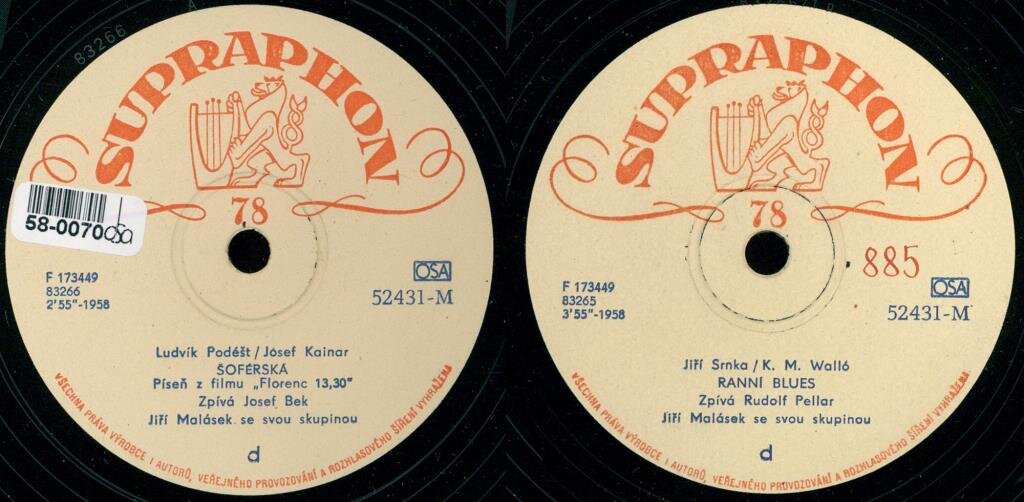 83266
SUPRAPHON
78
58-0070
F 173449
83266
2'55"-1958
OSA
52431-M
Ludvík Podéšt / Josef Kainar
ŠOFÉRSKÁ
Píseň z filmu „Florenc 13,30"
Zpívá Josef Bek
Jiří Malásek se svou skupinou
d
VŠECHNA PRÁVA VÝROBCE I AUTORŮ, VEŘEJNÉHO PROVOZOVÁNÍ A ROZHLASOVÉHO ŠÍŘENÍ VYHRAŽENA
SUPRAPHON
78
885
F 173449
83265
3'55"-1958
OSA
52431-M
Jiří Srnka / K. M. Walló
RANNÍ BLUES
Zpívá Rudolf Pellar
Jiří Malásek se svou skupinou
d
VŠECHNA PRÁVA VÝROBCE I AUTORŮ, VEŘEJNÉHO PROVOZOVÁNÍ A ROZHLASOVÉHO ŠÍŘENÍ VYHRAŽENA